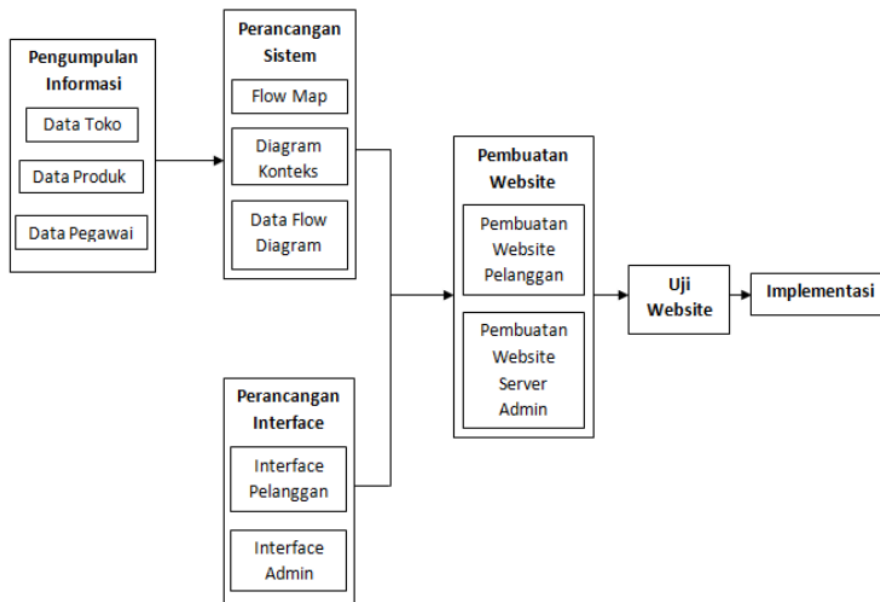 Pengumpulan
Informasi
Data Toko
Data Produk
Data Pegawai
Perancangan
Sistem
Flow Map
Diagram
Konteks
Data Flow
Diagram
Perancangan
Interface
Interface
Pelanggan
Interface
Admin
Pembuatan
Website
Pembuatan
Website
Pelanggan
Pembuatan
Website
Server
Admin
Uji
Website
Implementasi